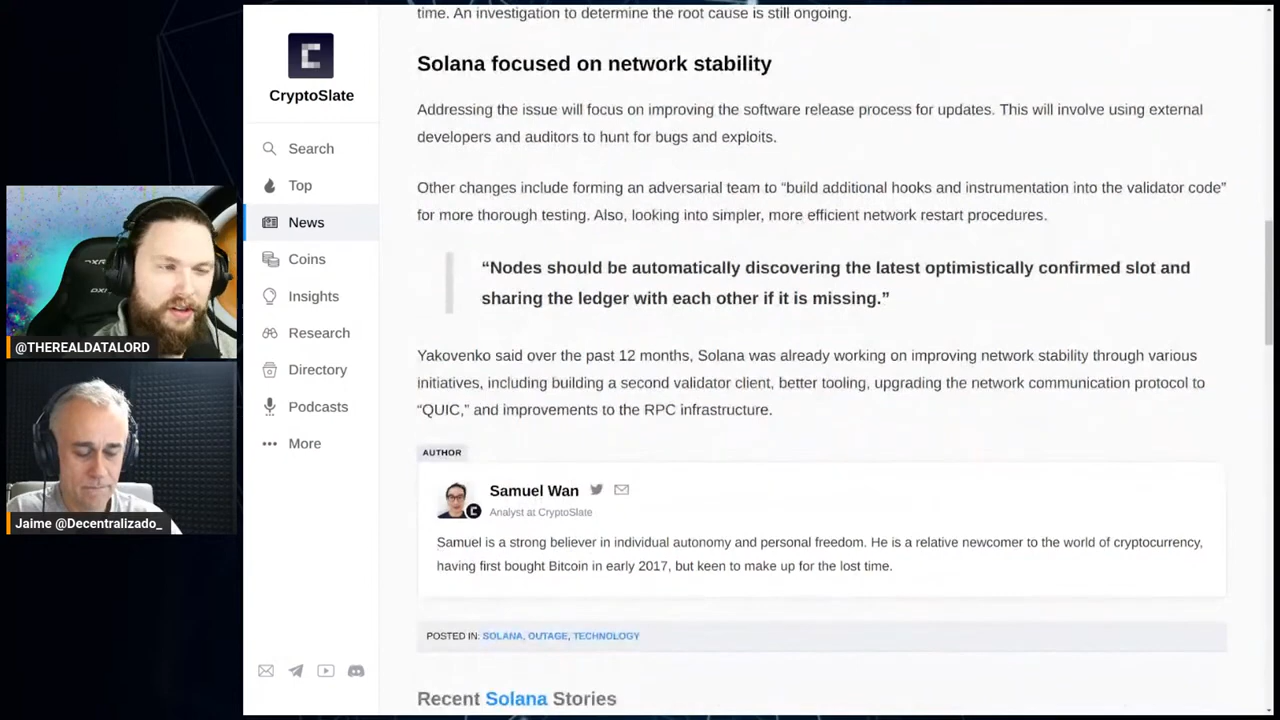 time. An investigation to determine the root cause is still ongoing.
CryptoSlate
Search
Top
News
Coins
Insights
Research
Directory
Podcasts
More
Solana focused on network stability
Addressing the issue will focus on improving the software release process for updates. This will involve using external
developers and auditors to hunt for bugs and exploits.
Other changes include forming an adversarial team to “build additional hooks and instrumentation into the validator code”
for more thorough testing. Also, looking into simpler, more efficient network restart procedures.
“Nodes should be automatically discovering the latest optimistically confirmed slot and
sharing the ledger with each other if it is missing.”
Yakovenko said over the past 12 months, Solana was already working on improving network stability through various
initiatives, including building a second validator client, better tooling, upgrading the network communication protocol to
“QUIC,” and improvements to the RPC infrastructure.
AUTHOR
Samuel Wan
Analyst at CryptoSlate
Samuel is a strong believer in individual autonomy and personal freedom. He is a relative newcomer to the world of cryptocurrency,
having first bought Bitcoin in early 2017, but keen to make up for the lost time.
POSTED IN: SOLANA, OUTAGE, TECHNOLOGY
Recent Solana Stories
@THEREALDATALORD
Jaime @Decentralizado_